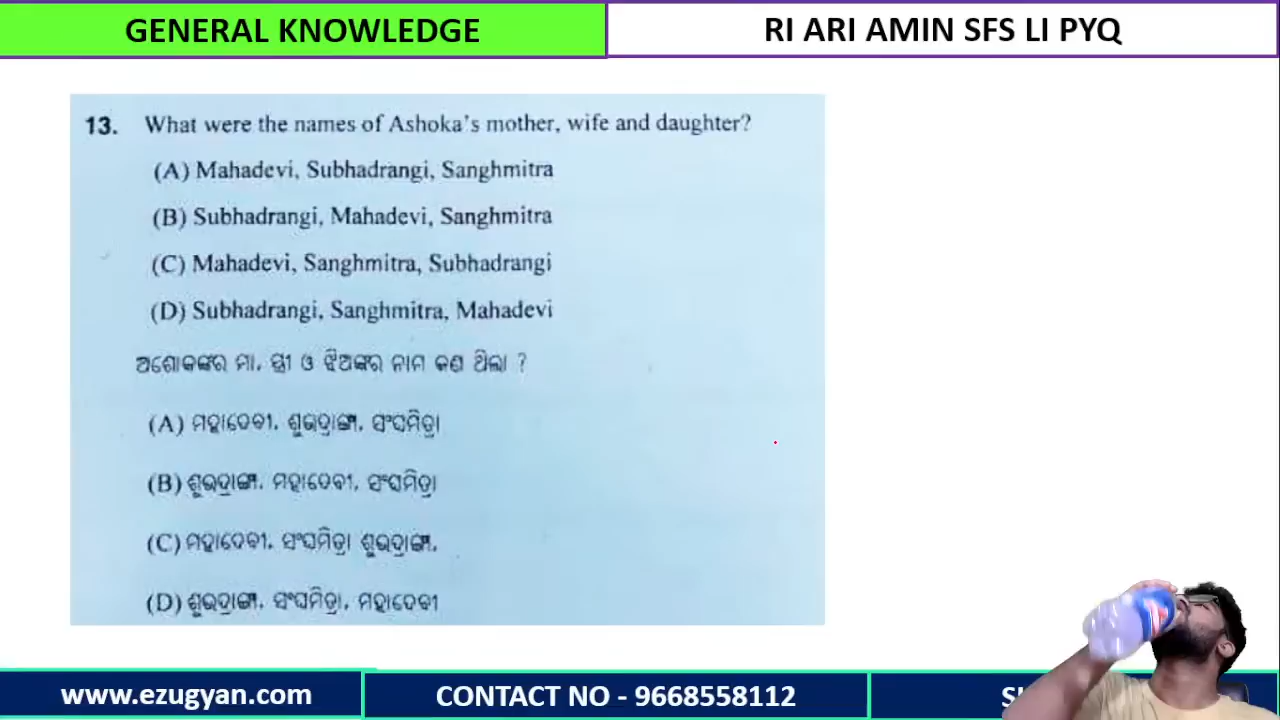 GENERAL KNOWLEDGE
RI ARI AMIN SFS LI PYQ
13. What were the names of Ashoka's mother, wife and daughter?
(A) Mahadevi, Subhadrangi, Sanghmitra
(B) Subhadrangi, Mahadevi, Sanghmitra
(C) Mahadevi, Sanghmitra, Subhadrangi
(D) Subhadrangi, Sanghmitra, Mahadevi
ଅଶୋକଙ୍କର ମା, ସ୍ତ୍ରୀ ଓ ଝିଅଙ୍କର ନାମ କଣ ଥିଲା ?
(A) ମହାଦେବୀ, ଶୁଭଦ୍ରାଙ୍ଗୀ, ସଂଘମିତ୍ରା
(B) ଶୁଭଦ୍ରାଙ୍ଗୀ, ମହାଦେବୀ, ସଂଘମିତ୍ରା
(C) ମହାଦେବୀ, ସଂଘମିତ୍ରା ଶୁଭଦ୍ରାଙ୍ଗୀ,
(D) ଶୁଭଦ୍ରାଙ୍ଗୀ, ସଂଘମିତ୍ରା, ମହାଦେବୀ
www.ezugyan.com
CONTACT NO - 9668558112